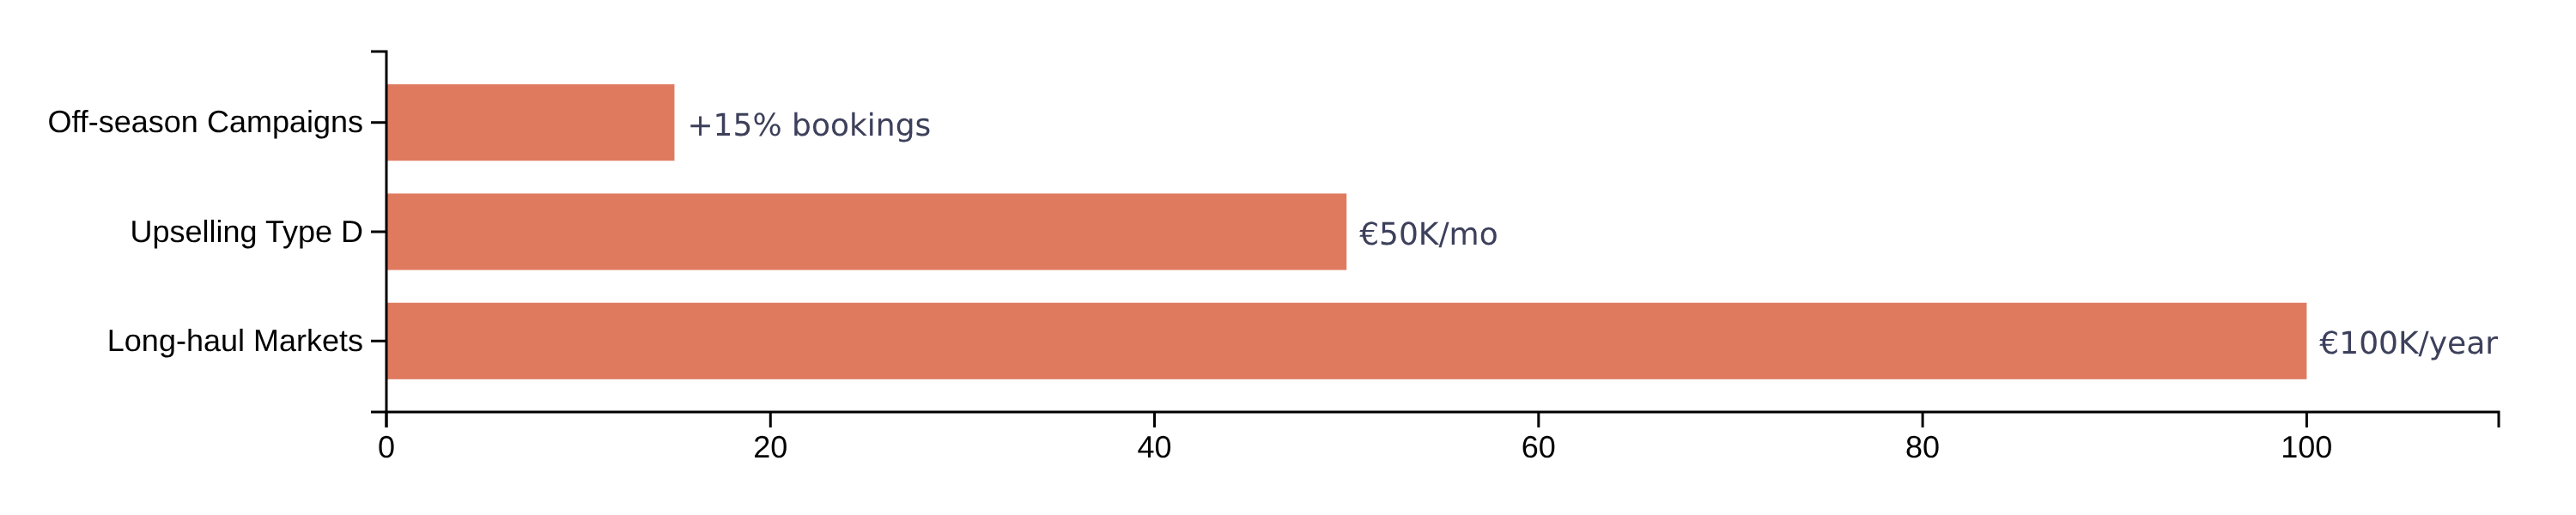 Off-season Campaigns
+15% bookings
Upselling Type D
€50K/mo
Long-haul Markets
€100K/year
0 20 40 60 80 100